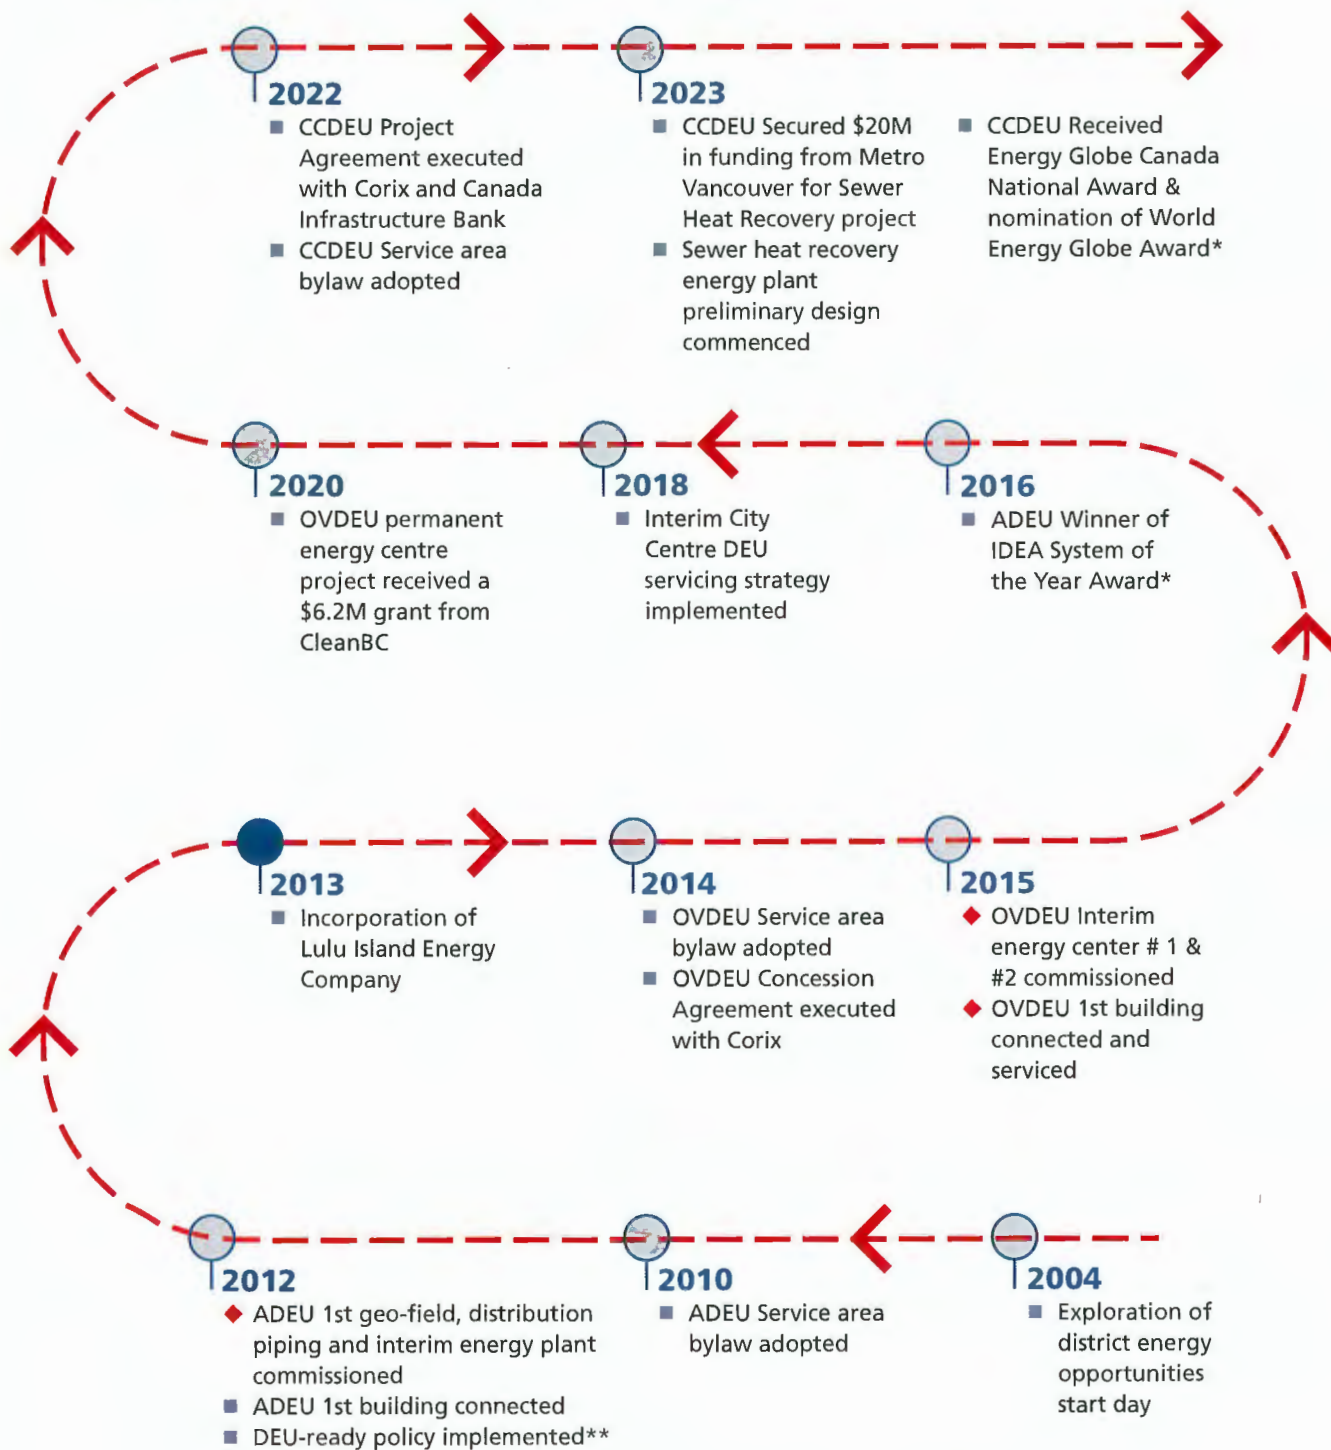 2022
■ CCDEU Project
Agreement executed
with Corix and Canada
Infrastructure Bank
■ CCDEU Service area
bylaw adopted
2023
■ CCDEU Secured $20M
in funding from Metro
Vancouver for Sewer
Heat Recovery project
■ Sewer heat recovery
energy plant
preliminary design
commenced
■ CCDEU Received
Energy Globe Canada
National Award &
nomination of World
Energy Globe Award*
2020
■ OVDEU permanent
energy centre
project received a
$6.2M grant from
CleanBC
2018
■ Interim City
Centre DEU
servicing strategy
implemented
2016
■ ADEU Winner of
IDEA System of
the Year Award*
2013
■ Incorporation of
Lulu Island Energy
Company
2014
■ OVDEU Service area
bylaw adopted
■ OVDEU Concession
Agreement executed
with Corix
2015
◆ OVDEU Interim
energy center # 1 &
#2 commissioned
◆ OVDEU 1st building
connected and
serviced
2012
◆ ADEU 1st geo-field, distribution
piping and interim energy plant
commissioned
■ ADEU 1st building connected
■ DEU-ready policy implemented**
2010
■ ADEU Service area
bylaw adopted
2004
■ Exploration of
district energy
opportunities
start day